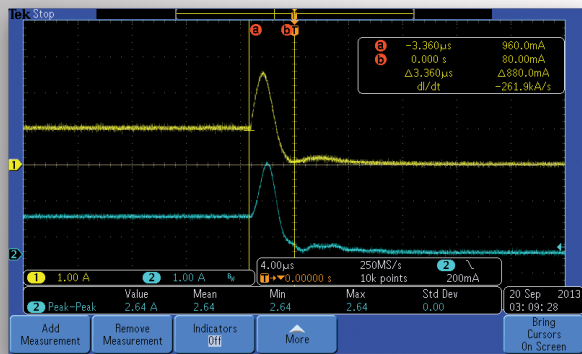 Tek Stop
T
a b T
a -3.360µs 960.0mA
b 0.000 s 80.00mA
Δ3.360µs Δ880.0mA
dI/dt -261.9kA/s
1
2
1 1.00 A 2 1.00 A BW
4.00µs 250MS/s 2 \
T→▼0.00000 s 10k points 200mA
Value Mean Min Max Std Dev
2 Peak-Peak 2.64 A 2.64 2.64 2.64 0.00
20 Sep 2013
03:09:28
Add Measurement
Remove Measurement
Indicators Off
More
Bring Cursors On Screen